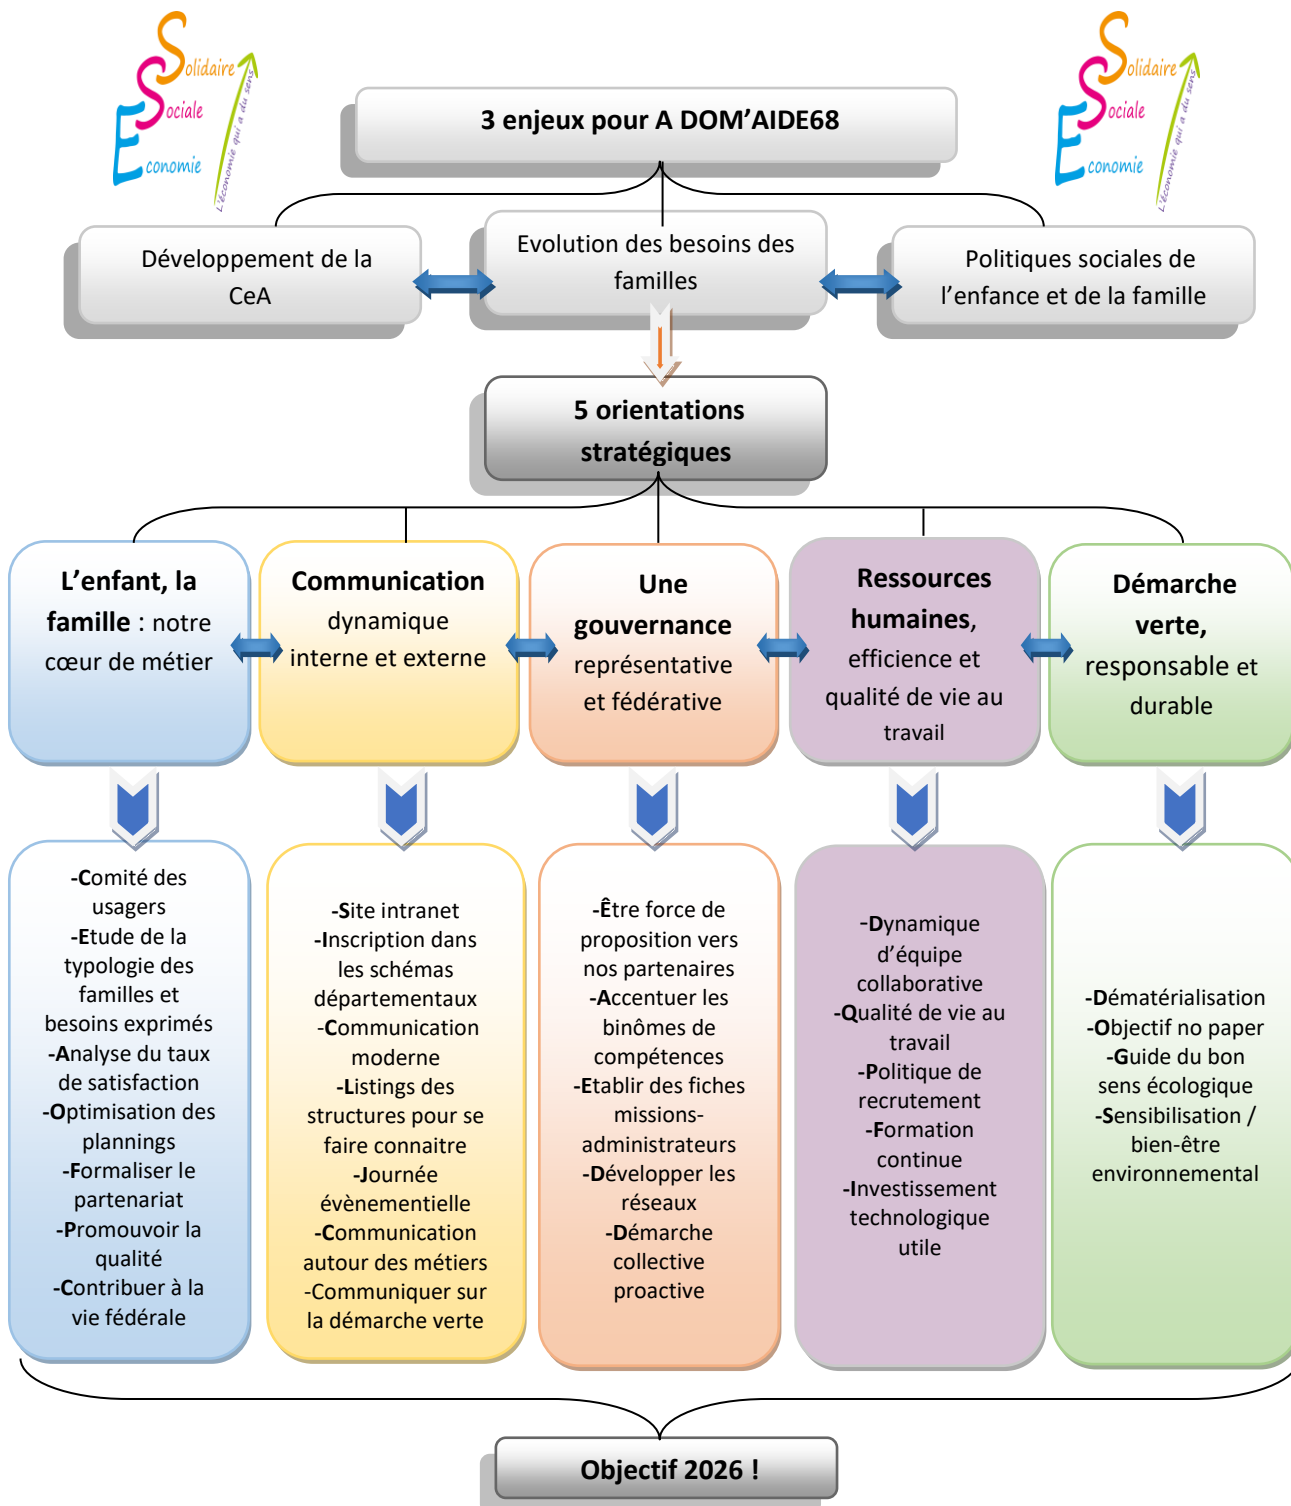 Solidaire
Sociale
Économie
L'économie qui a du sens
Solidaire
Sociale
Économie
L'économie qui a du sens
3 enjeux pour A DOM'AIDE68
Développement de la
CeA
Evolution des besoins des
familles
Politiques sociales de
l'enfance et de la famille
5 orientations
stratégiques
L'enfant, la
famille : notre
cœur de métier
Communication
dynamique
interne et externe
Une
gouvernance
représentative
et fédérative
Ressources
humaines,
efficience et
qualité de vie au
travail
Démarche
verte,
responsable et
durable
-Comité des
usagers
-Etude de la
typologie des
familles et
besoins exprimés
-Analyse du taux
de satisfaction
-Optimisation des
plannings
-Formaliser le
partenariat
-Promouvoir la
qualité
-Contribuer à la
vie fédérale
-Site intranet
-Inscription dans
les schémas
départementaux
-Communication
moderne
-Listings des
structures pour se
faire connaitre
-Journée
évènementielle
-Communication
autour des métiers
-Communiquer sur
la démarche verte
-Être force de
proposition vers
nos partenaires
-Accentuer les
binômes de
compétences
-Etablir des fiches
missions-
administrateurs
-Développer les
réseaux
-Démarche
collective
proactive
-Dynamique
d'équipe
collaborative
-Qualité de vie au
travail
-Politique de
recrutement
-Formation
continue
-Investissement
technologique
utile
-Dématérialisation
-Objectif no paper
-Guide du bon
sens écologique
-Sensibilisation /
bien-être
environnemental
Objectif 2026 !